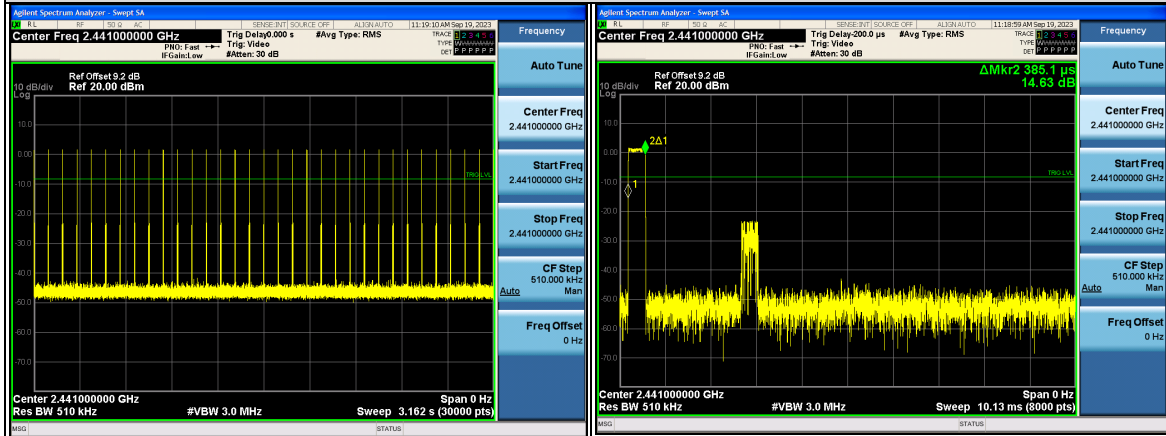 Agilent Spectrum Analyzer - Swept SA
RL RF 50 Ω AC SENSE:INT SOURCE OFF ALIGN AUTO 11:19:10 AM Sep 19, 2023
Center Freq 2.441000000 GHz
PNO: Fast
IFGain:Low
Trig Delay0.000 s
Trig: Video
#Atten: 30 dB
#Avg Type: RMS
TRACE 1 2 3 4 5 6
TYPE
DET P P P P P P
Ref Offset 9.2 dB
10 dB/div Ref 20.00 dBm
Log
10.0
0.00
TRIG LVL
-10.0
-20.0
-30.0
-40.0
-50.0
-60.0
-70.0
Center 2.441000000 GHz Span 0 Hz
Res BW 510 kHz #VBW 3.0 MHz Sweep 3.162 s (30000 pts)
MSG STATUS
Frequency
Auto Tune
Center Freq
2.441000000 GHz
Start Freq
2.441000000 GHz
Stop Freq
2.441000000 GHz
CF Step
510.000 kHz
Auto Man
Freq Offset
0 Hz
Agilent Spectrum Analyzer - Swept SA
RL RF 50 Ω AC SENSE:INT SOURCE OFF ALIGN AUTO 11:18:59 AM Sep 19, 2023
Center Freq 2.441000000 GHz
PNO: Fast
IFGain:Low
Trig Delay-200.0 µs
Trig: Video
#Atten: 30 dB
#Avg Type: RMS
TRACE 1 2 3 4 5 6
TYPE
DET P P P P P P
ΔMkr2 385.1 µs
14.63 dB
Ref Offset 9.2 dB
10 dB/div Ref 20.00 dBm
Log
10.0
0.00
2Δ1
TRIG LVL
-10.0
1
-20.0
-30.0
-40.0
-50.0
-60.0
-70.0
Center 2.441000000 GHz Span 0 Hz
Res BW 510 kHz #VBW 3.0 MHz Sweep 10.13 ms (8000 pts)
MSG STATUS
Frequency
Auto Tune
Center Freq
2.441000000 GHz
Start Freq
2.441000000 GHz
Stop Freq
2.441000000 GHz
CF Step
510.000 kHz
Auto Man
Freq Offset
0 Hz